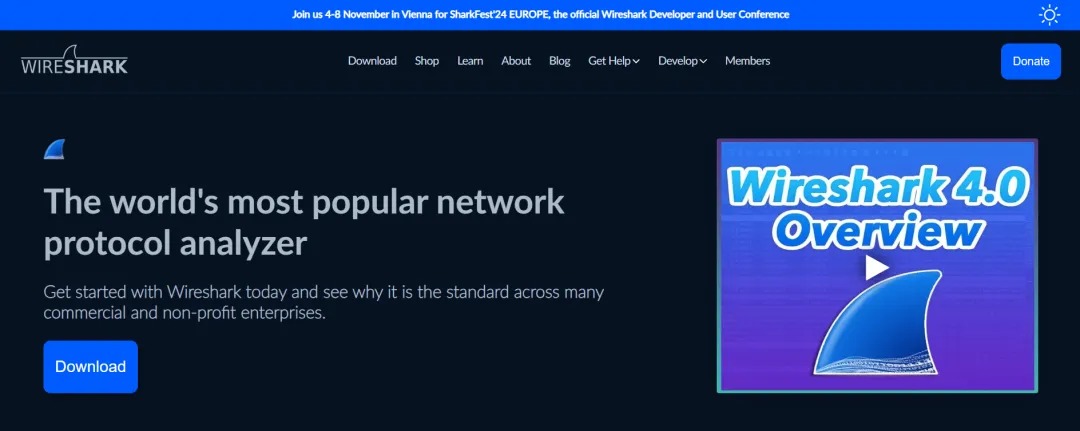 Join us 4-8 November in Vienna for SharkFest'24 EUROPE, the official Wireshark Developer and User Conference
WIRESHARK
Download
Shop
Learn
About
Blog
Get Help
Develop
Members
Donate
The world's most popular network
protocol analyzer
Get started with Wireshark today and see why it is the standard across many
commercial and non-profit enterprises.
Download
Wireshark 4.0
Overview